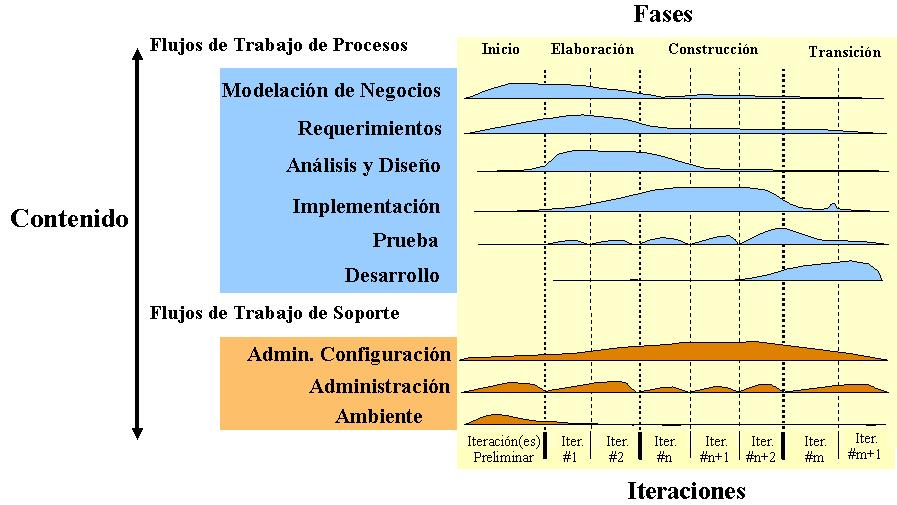 Fases
Flujos de Trabajo de Procesos
Inicio Elaboración Construcción Transición
Modelación de Negocios
Requerimientos
Análisis y Diseño
Implementación
Contenido
Prueba
Desarrollo
Flujos de Trabajo de Soporte
Admin. Configuración
Administración
Ambiente
Iteración(es) Iter. Iter. Iter. Iter. Iter. Iter. Iter.
Preliminar #1 #2 #n #n+1 #n+2 #m #m+1
Iteraciones